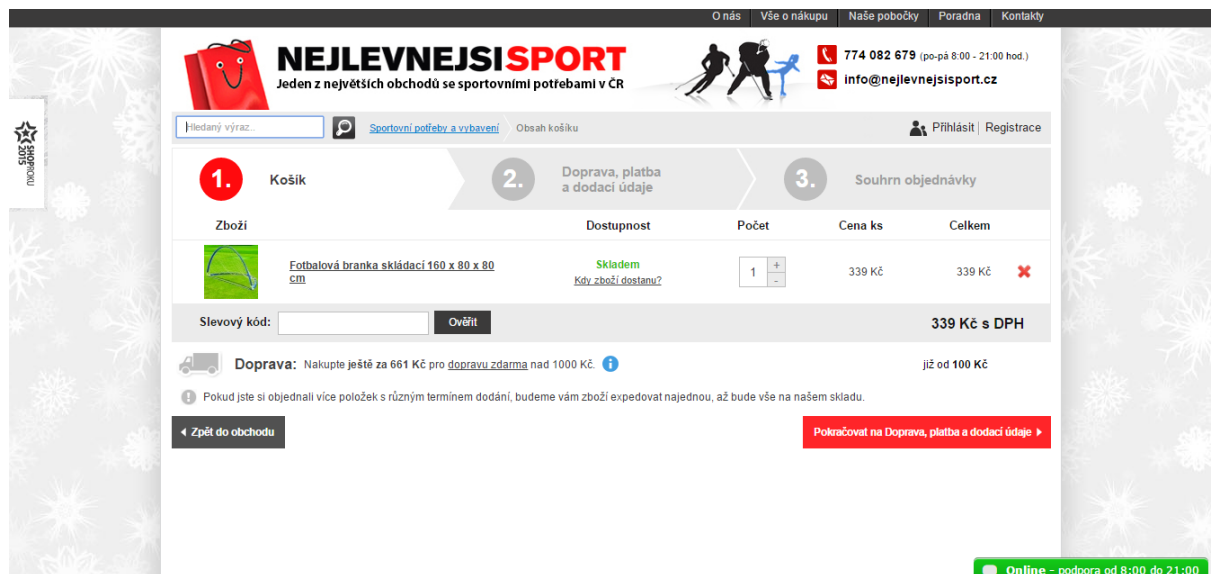 O nás Vše o nákupu Naše pobočky Poradna Kontakty
NEJLEVNEJSISPORT
Jeden z největších obchodů se sportovními potřebami v ČR
774 082 679 (po-pá 8:00 - 21:00 hod.)
info@nejlevnejsisport.cz
Hledaný výraz.. Sportovní potřeby a vybavení Obsah košíku Přihlásit Registrace
SHOPROKU
2015
1. Košík
2. Doprava, platba
a dodací údaje
3. Souhrn objednávky
Zboží Dostupnost Počet Cena ks Celkem
Fotbalová branka skládací 160 x 80 x 80
cm
Skladem
Kdy zboží dostanu?
1 + -
339 Kč 339 Kč
Slevový kód: Ověřit 339 Kč s DPH
Doprava: Nakupte ještě za 661 Kč pro dopravu zdarma nad 1000 Kč. i již od 100 Kč
! Pokud jste si objednali více položek s různým termínem dodání, budeme vám zboží expedovat najednou, až bude vše na našem skladu.
Zpět do obchodu Pokračovat na Doprava, platba a dodací údaje
Online - podpora od 8:00 do 21:00